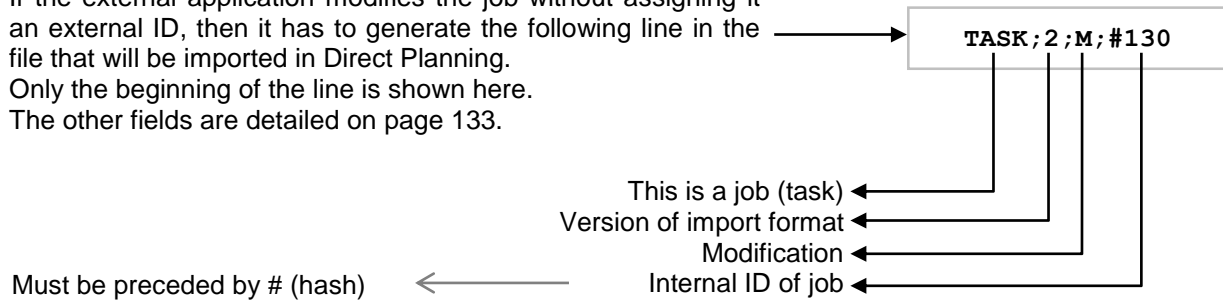 If the external application modifies the job without assigning it
an external ID, then it has to generate the following line in the
file that will be imported in Direct Planning.
Only the beginning of the line is shown here.
The other fields are detailed on page 133.
TASK;2;M;#130
This is a job (task)
Version of import format
Modification
Internal ID of job
Must be preceded by # (hash)